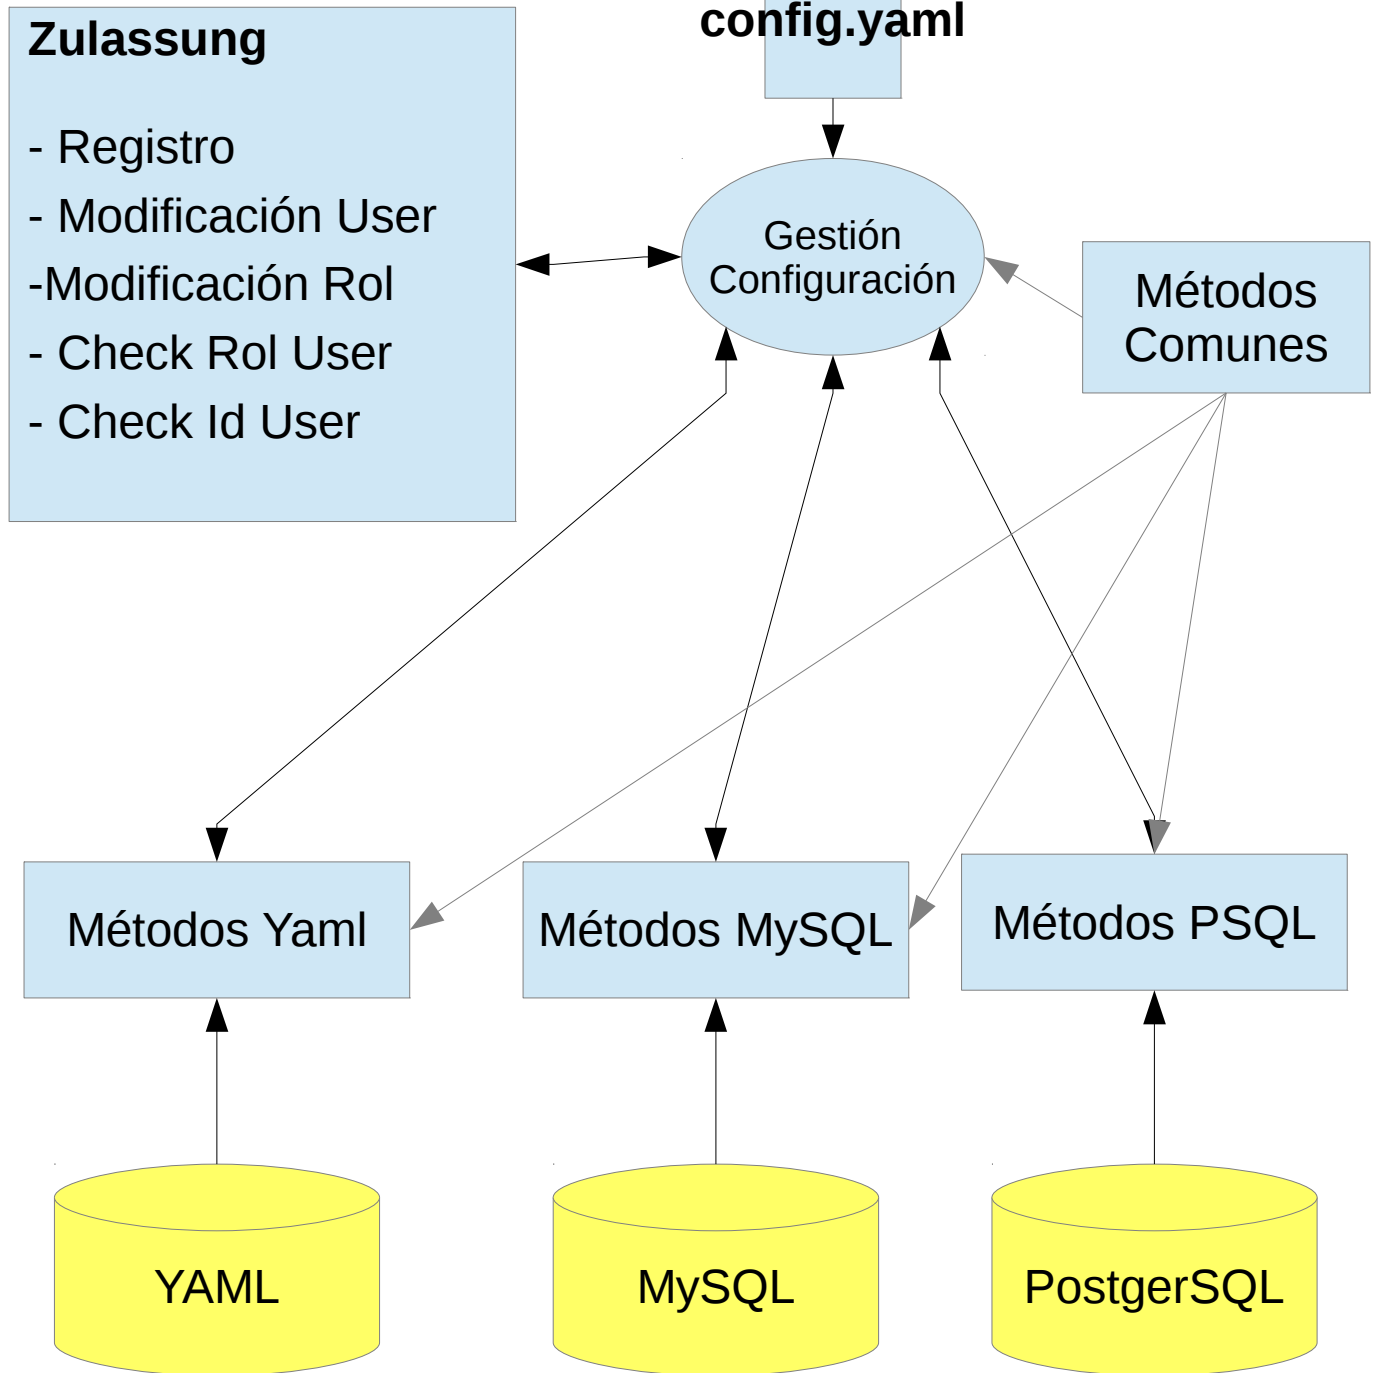 Zulassung
- Registro
- Modificación User
-Modificación Rol
- Check Rol User
- Check Id User
config.yaml
Gestión
Configuración
Métodos
Comunes
Métodos Yaml
Métodos MySQL
Métodos PSQL
YAML
MySQL
PostgerSQL